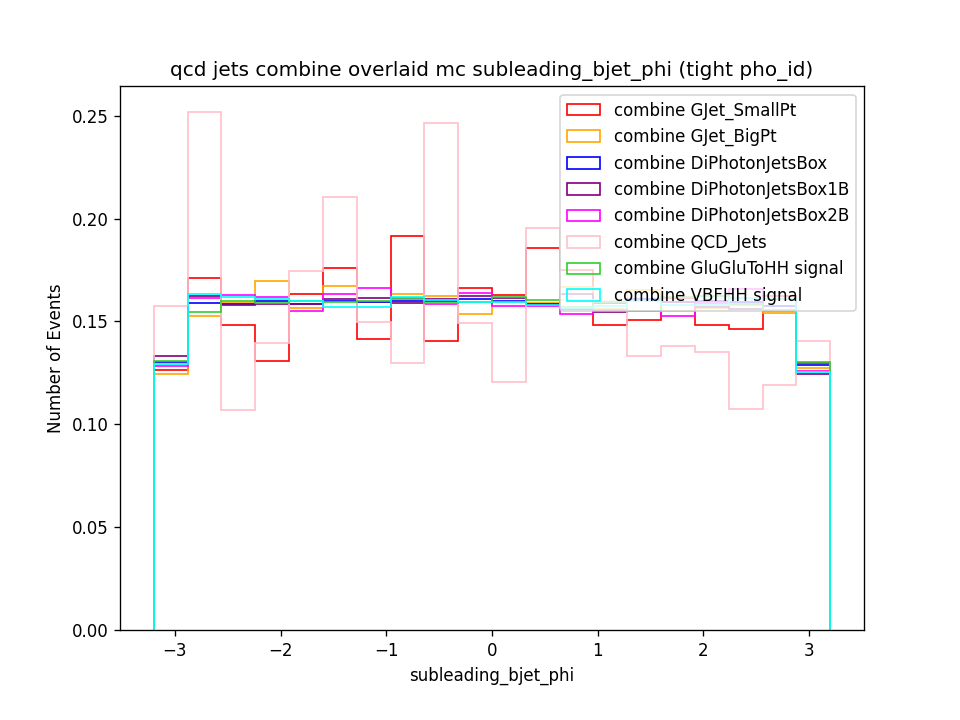 qcd jets combine overlaid mc subleading_bjet_phi (tight pho_id)
combine GJet_SmallPt
combine GJet_BigPt
combine DiPhotonJetsBox
combine DiPhotonJetsBox1B
combine DiPhotonJetsBox2B
combine QCD_Jets
combine GluGluToHH signal
combine VBFHH signal
Number of Events
0.25
0.20
0.15
0.10
0.05
0.00
−3 −2 −1 0 1 2 3
subleading_bjet_phi